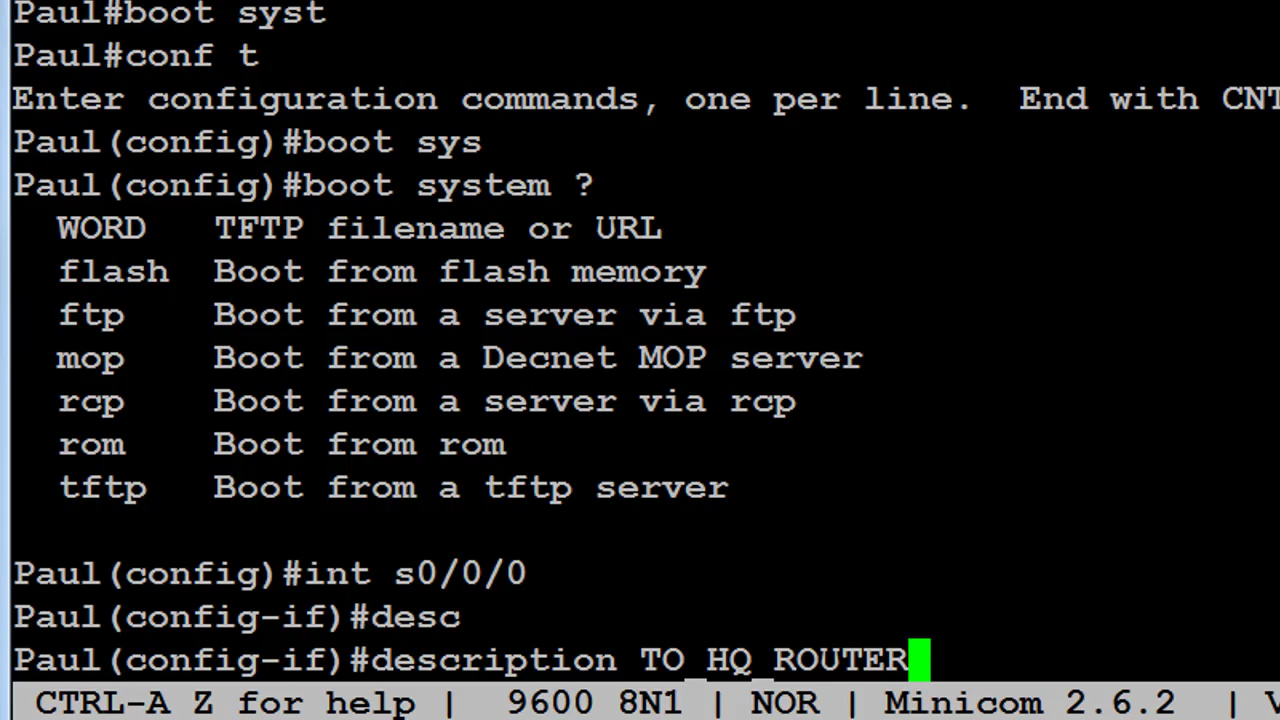 Paul#boot syst
Paul#conf t
Enter configuration commands, one per line.  End with CNT
Paul(config)#boot sys
Paul(config)#boot system ?
  WORD   TFTP filename or URL
  flash  Boot from flash memory
  ftp    Boot from a server via ftp
  mop    Boot from a Decnet MOP server
  rcp    Boot from a server via rcp
  rom    Boot from rom
  tftp   Boot from a tftp server
Paul(config)#int s0/0/0
Paul(config-if)#desc
Paul(config-if)#description TO_HQ_ROUTER
CTRL-A Z for help |  9600 8N1 | NOR | Minicom 2.6.2  | V